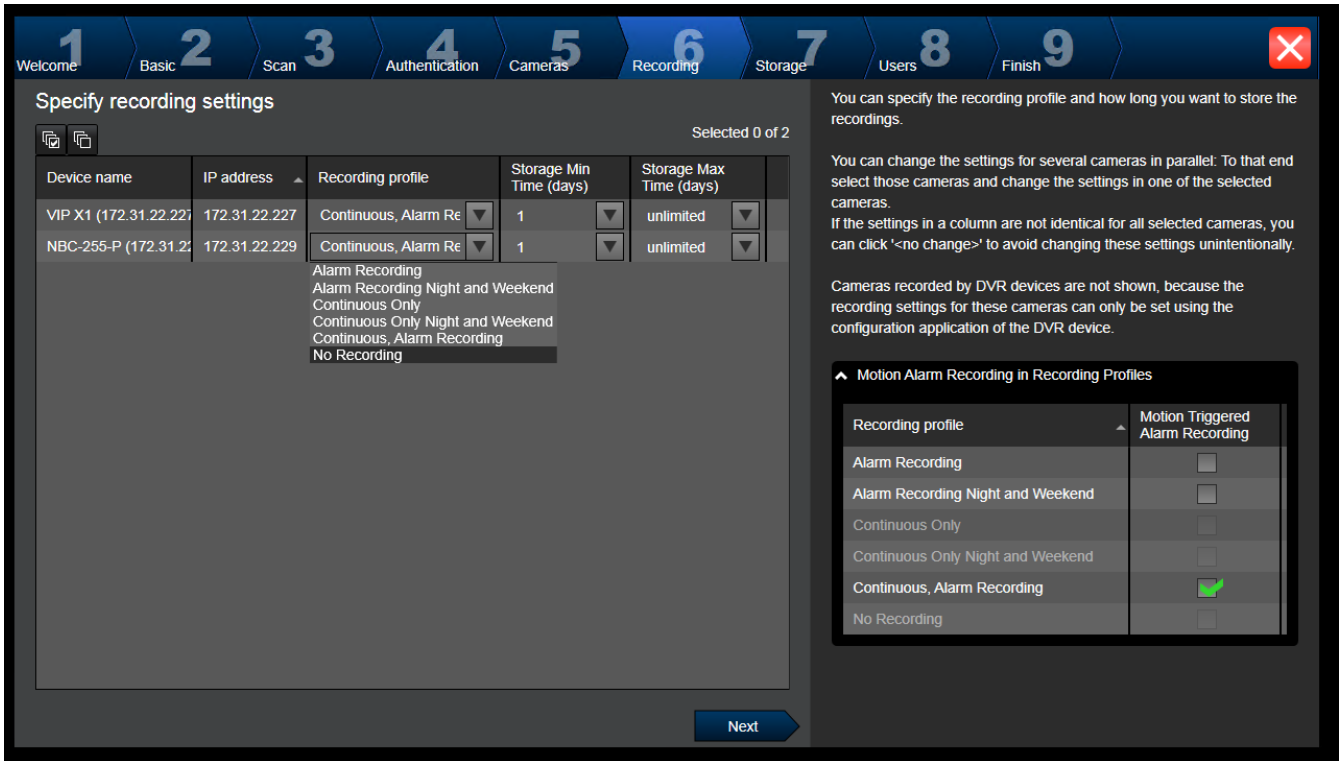 1 Welcome
2 Basic
3 Scan
4 Authentication
5 Cameras
6 Recording
7 Storage
8 Users
9 Finish
Specify recording settings
Selected 0 of 2
Device name IP address Recording profile Storage Min Time (days) Storage Max Time (days)
VIP X1 (172.31.22.227 172.31.22.227 Continuous, Alarm Re 1 unlimited
NBC-255-P (172.31.22 172.31.22.229 Continuous, Alarm Re 1 unlimited
Alarm Recording
Alarm Recording Night and Weekend
Continuous Only
Continuous Only Night and Weekend
Continuous, Alarm Recording
No Recording
Next
You can specify the recording profile and how long you want to store the
recordings.
You can change the settings for several cameras in parallel: To that end
select those cameras and change the settings in one of the selected
cameras.
If the settings in a column are not identical for all selected cameras, you
can click '<no change>' to avoid changing these settings unintentionally.
Cameras recorded by DVR devices are not shown, because the
recording settings for these cameras can only be set using the
configuration application of the DVR device.
Motion Alarm Recording in Recording Profiles
Recording profile Motion Triggered Alarm Recording
Alarm Recording
Alarm Recording Night and Weekend
Continuous Only
Continuous Only Night and Weekend
Continuous, Alarm Recording
No Recording